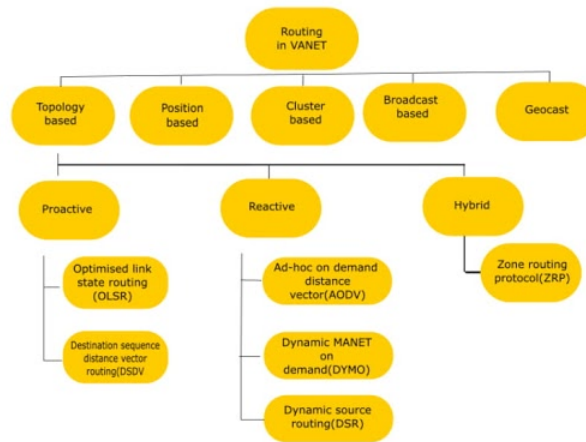 Routing
in VANET
Topology
based
Position
based
Cluster
based
Broadcast
based
Geocast
Proactive
Reactive
Hybrid
Optimised link
state routing
(OLSR)
Destination sequence
distance vector
routing(DSDV
Ad-hoc on demand
distance
vector(AODV)
Dynamic MANET
on
demand(DYMO)
Dynamic source
routing(DSR)
Zone routing
protocol(ZRP)